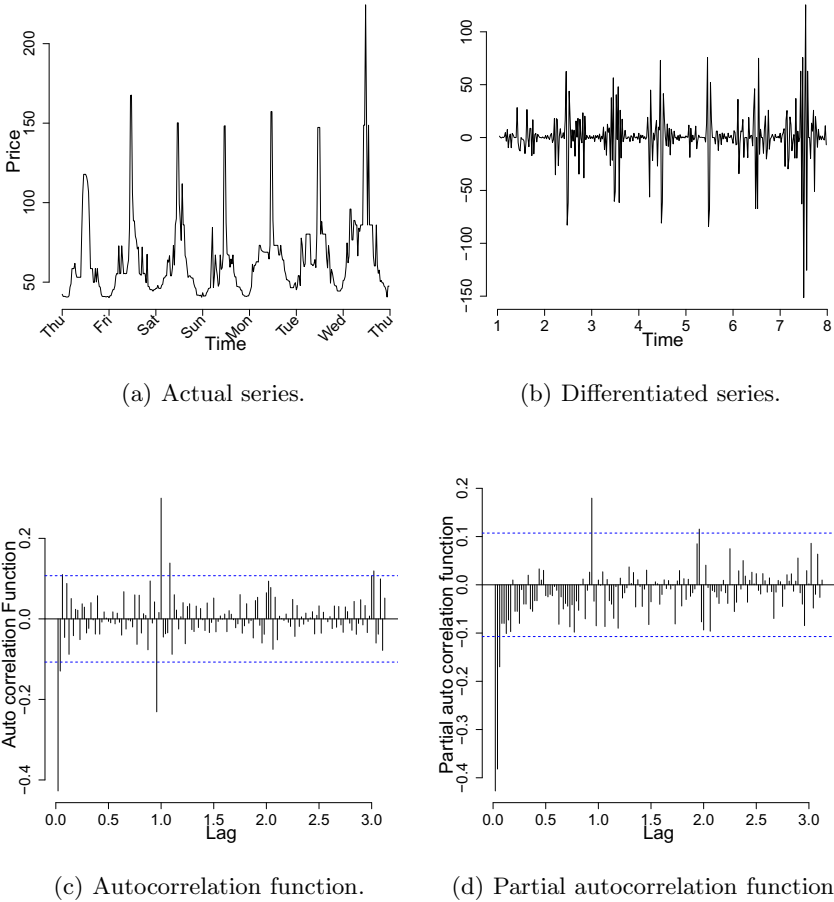 200
150
100
50
Price
Thu
Fri
Sat
Sun
Mon
Tue
Wed
Thu
Time
(a) Actual series.
100
50
0
−50
−100
−150
1 2 3 4 5 6 7 8
Time
(b) Differentiated series.
Auto correlation Function
0.2
0.0
−0.2
−0.4
0.0 0.5 1.0 1.5 2.0 2.5 3.0
Lag
(c) Autocorrelation function.
Partial auto correlation function
0.2
0.1
0.0
−0.1
−0.2
−0.3
−0.4
0.0 0.5 1.0 1.5 2.0 2.5 3.0
Lag
(d) Partial autocorrelation function